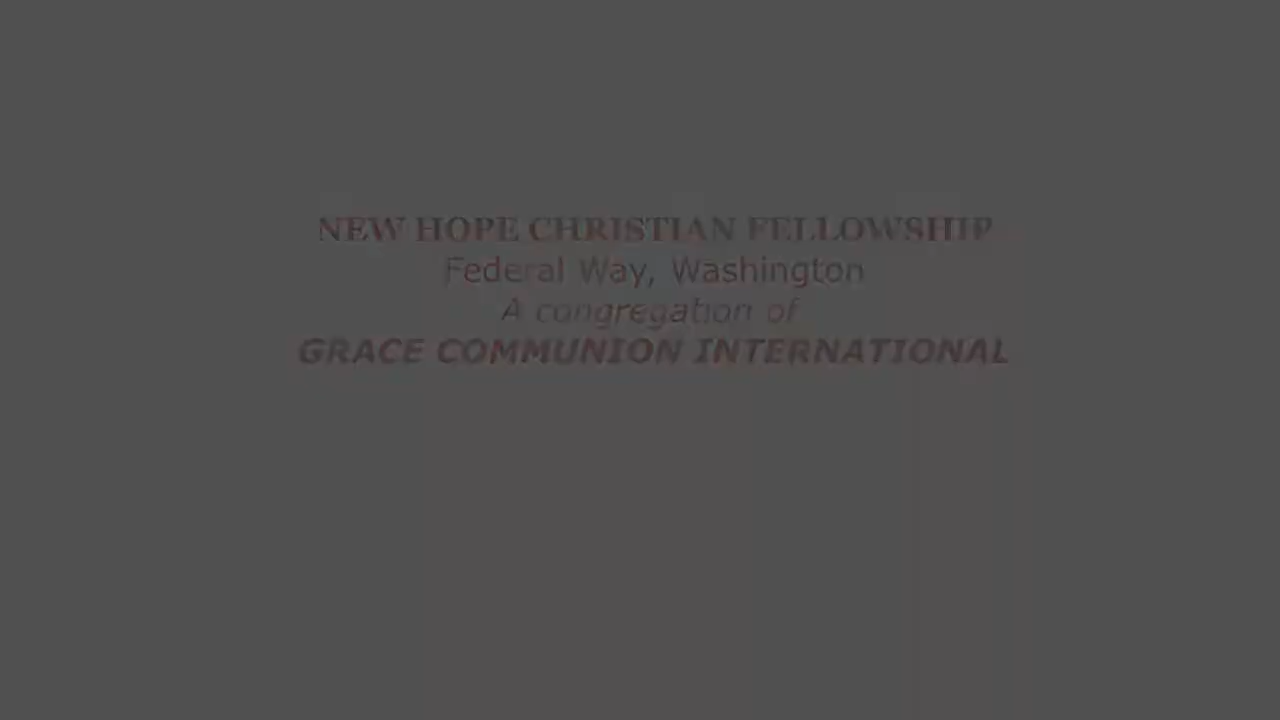 NEW HOPE CHRISTIAN FELLOWSHIP
Federal Way, Washington
A congregation of
GRACE COMMUNION INTERNATIONAL